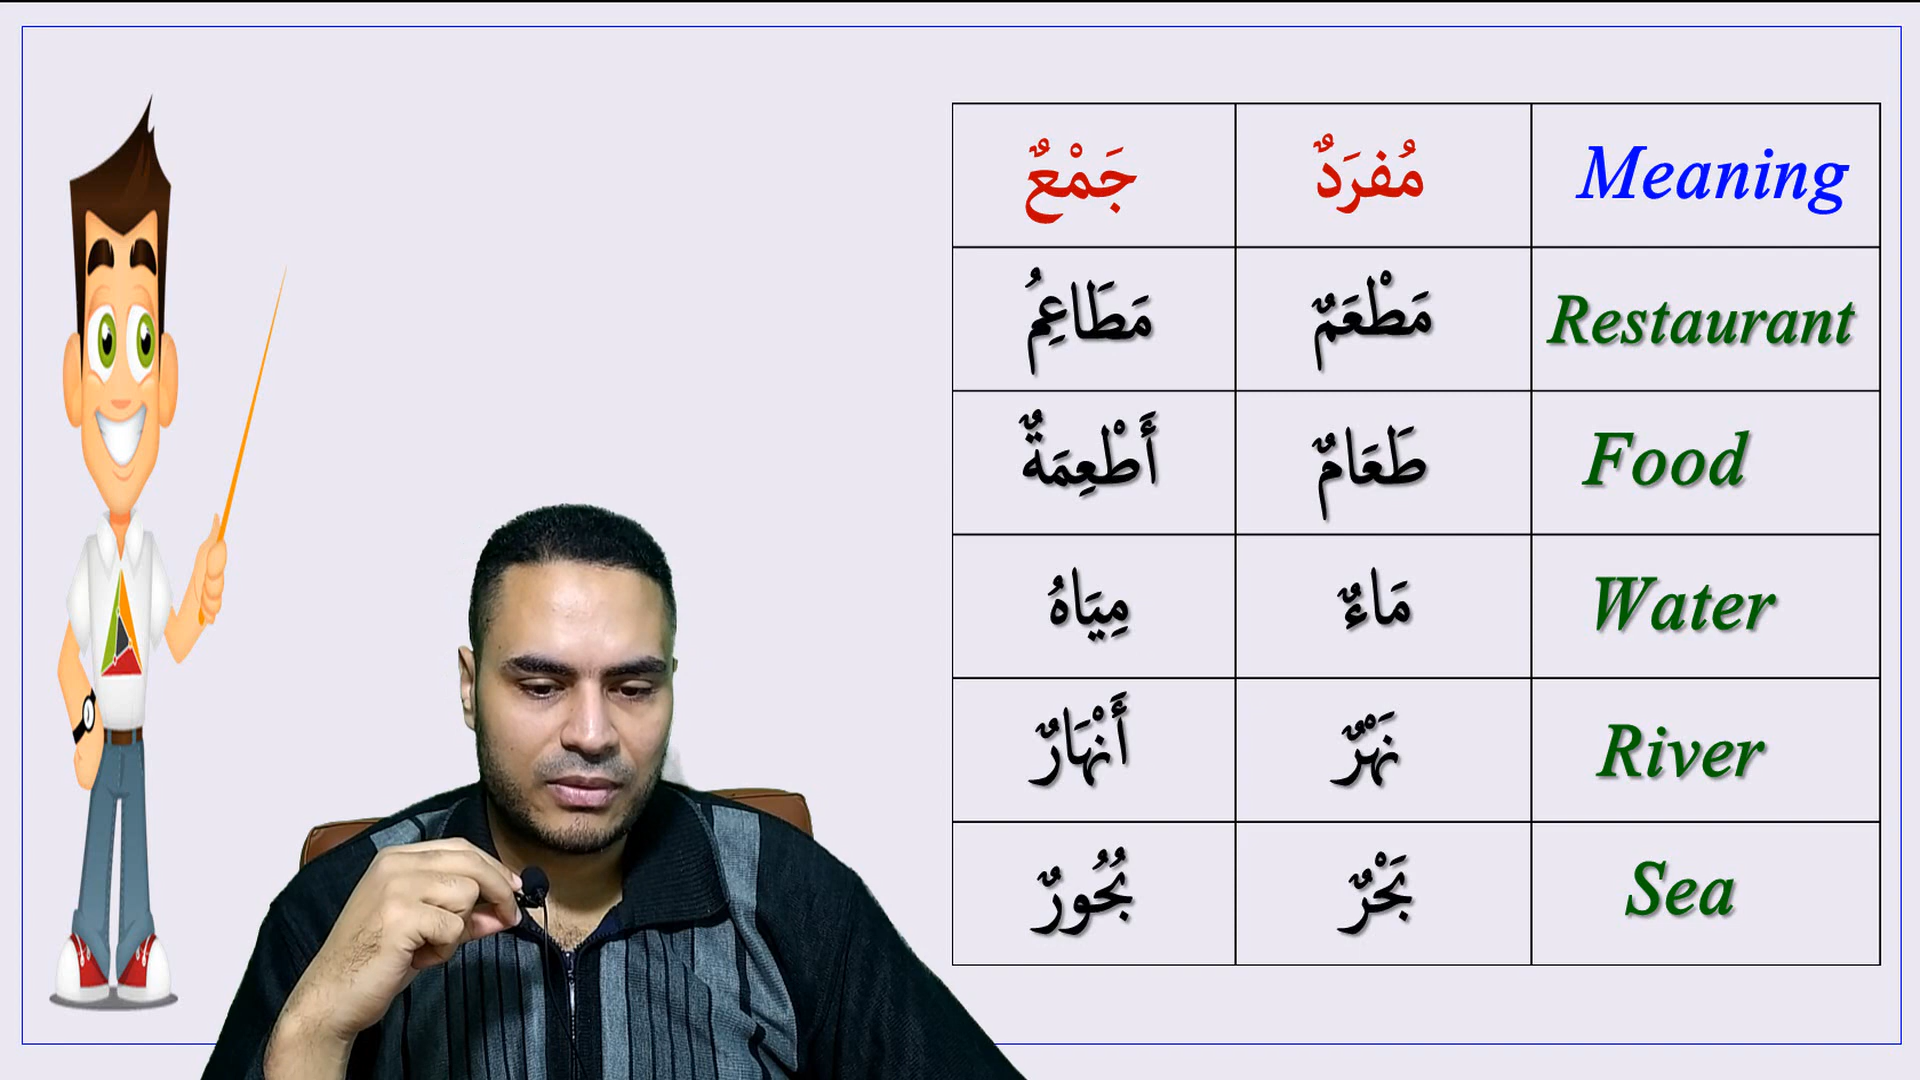 جَمْعٌ مُفرَدٌ Meaning
مَطَاعِمُ مَطْعَمٌ Restaurant
أَطْعِمَةٌ طَعَامٌ Food
مِيَاهُ مَاءٌ Water
أَنْهَارٌ نَهْرٌ River
بُحُورٌ بَحْرٌ Sea